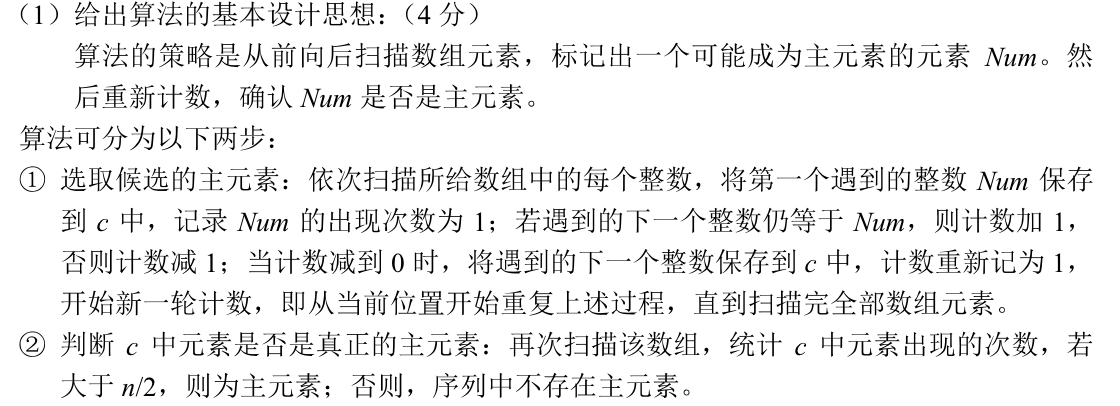 （1）给出算法的基本设计思想：（4 分）
算法的策略是从前向后扫描数组元素，标记出一个可能成为主元素的元素 Num。然
后重新计数，确认 Num 是否是主元素。
算法可分为以下两步：
① 选取候选的主元素：依次扫描所给数组中的每个整数，将第一个遇到的整数 Num 保存
到 c 中，记录 Num 的出现次数为 1；若遇到的下一个整数仍等于 Num，则计数加 1，
否则计数减 1；当计数减到 0 时，将遇到的下一个整数保存到 c 中，计数重新记为 1，
开始新一轮计数，即从当前位置开始重复上述过程，直到扫描完全部数组元素。
② 判断 c 中元素是否是真正的主元素：再次扫描该数组，统计 c 中元素出现的次数，若
大于 n/2，则为主元素；否则，序列中不存在主元素。